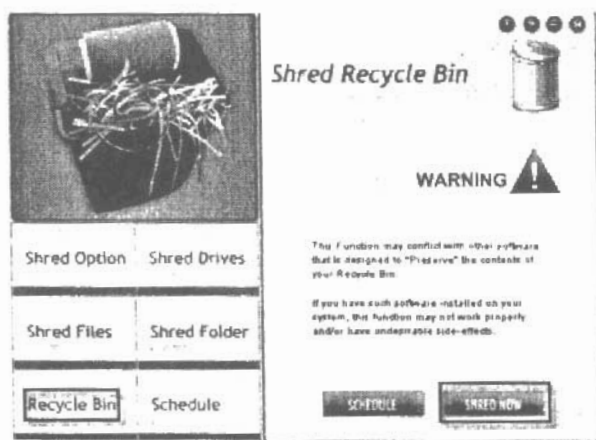 Shred Recycle Bin
WARNING
This Function may conflict with other software
that is designed to "Preserve" the contents of
your Recycle Bin.
If you have such software installed on your
system, this function may not work properly
and/or have undesirable side-effects.
Shred Option
Shred Drives
Shred Files
Shred Folder
Recycle Bin
Schedule
SCHEDULE
SHRED NOW